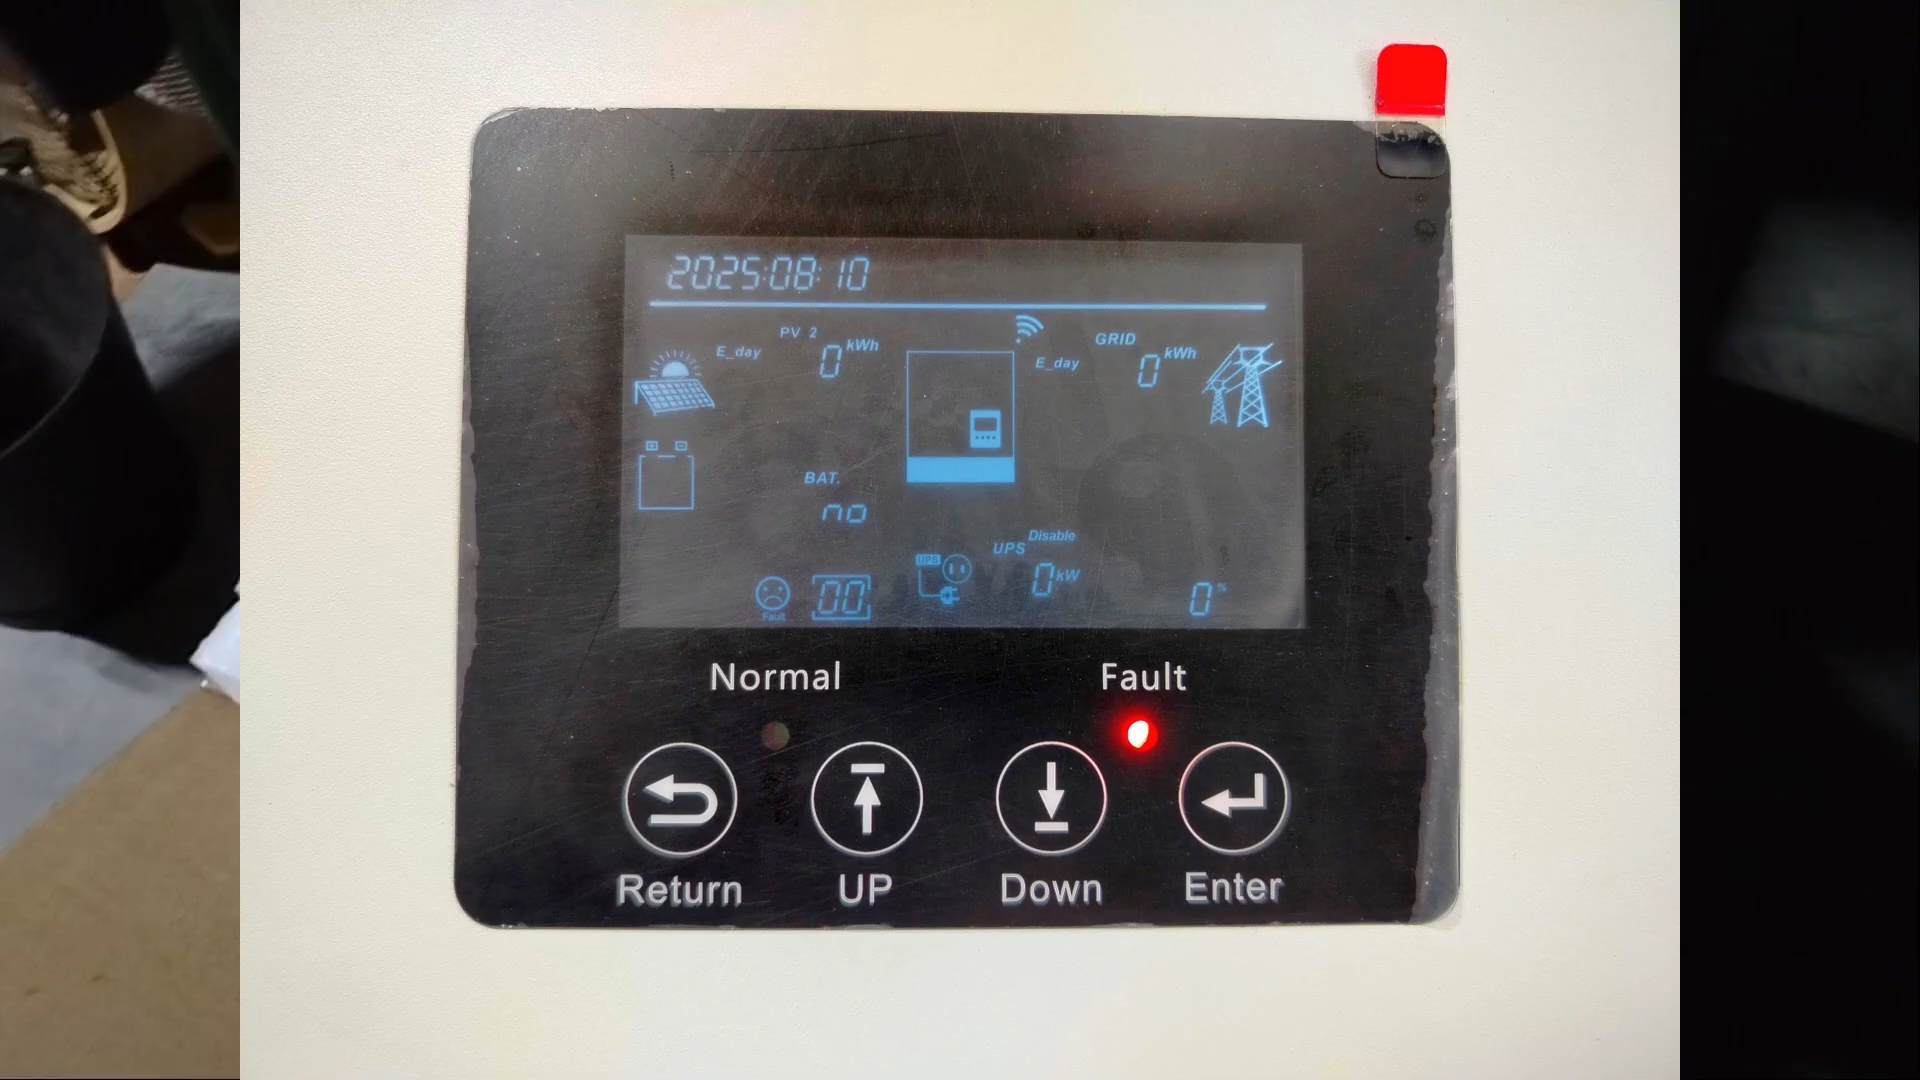 2025:08:10
PV 2
E_day 0 kWh
GRID
E_day 0 kWh
BAT.
no
Disable
UPS
UPS 0 kW
Fault 00
0 %
Normal Fault
Return UP Down Enter